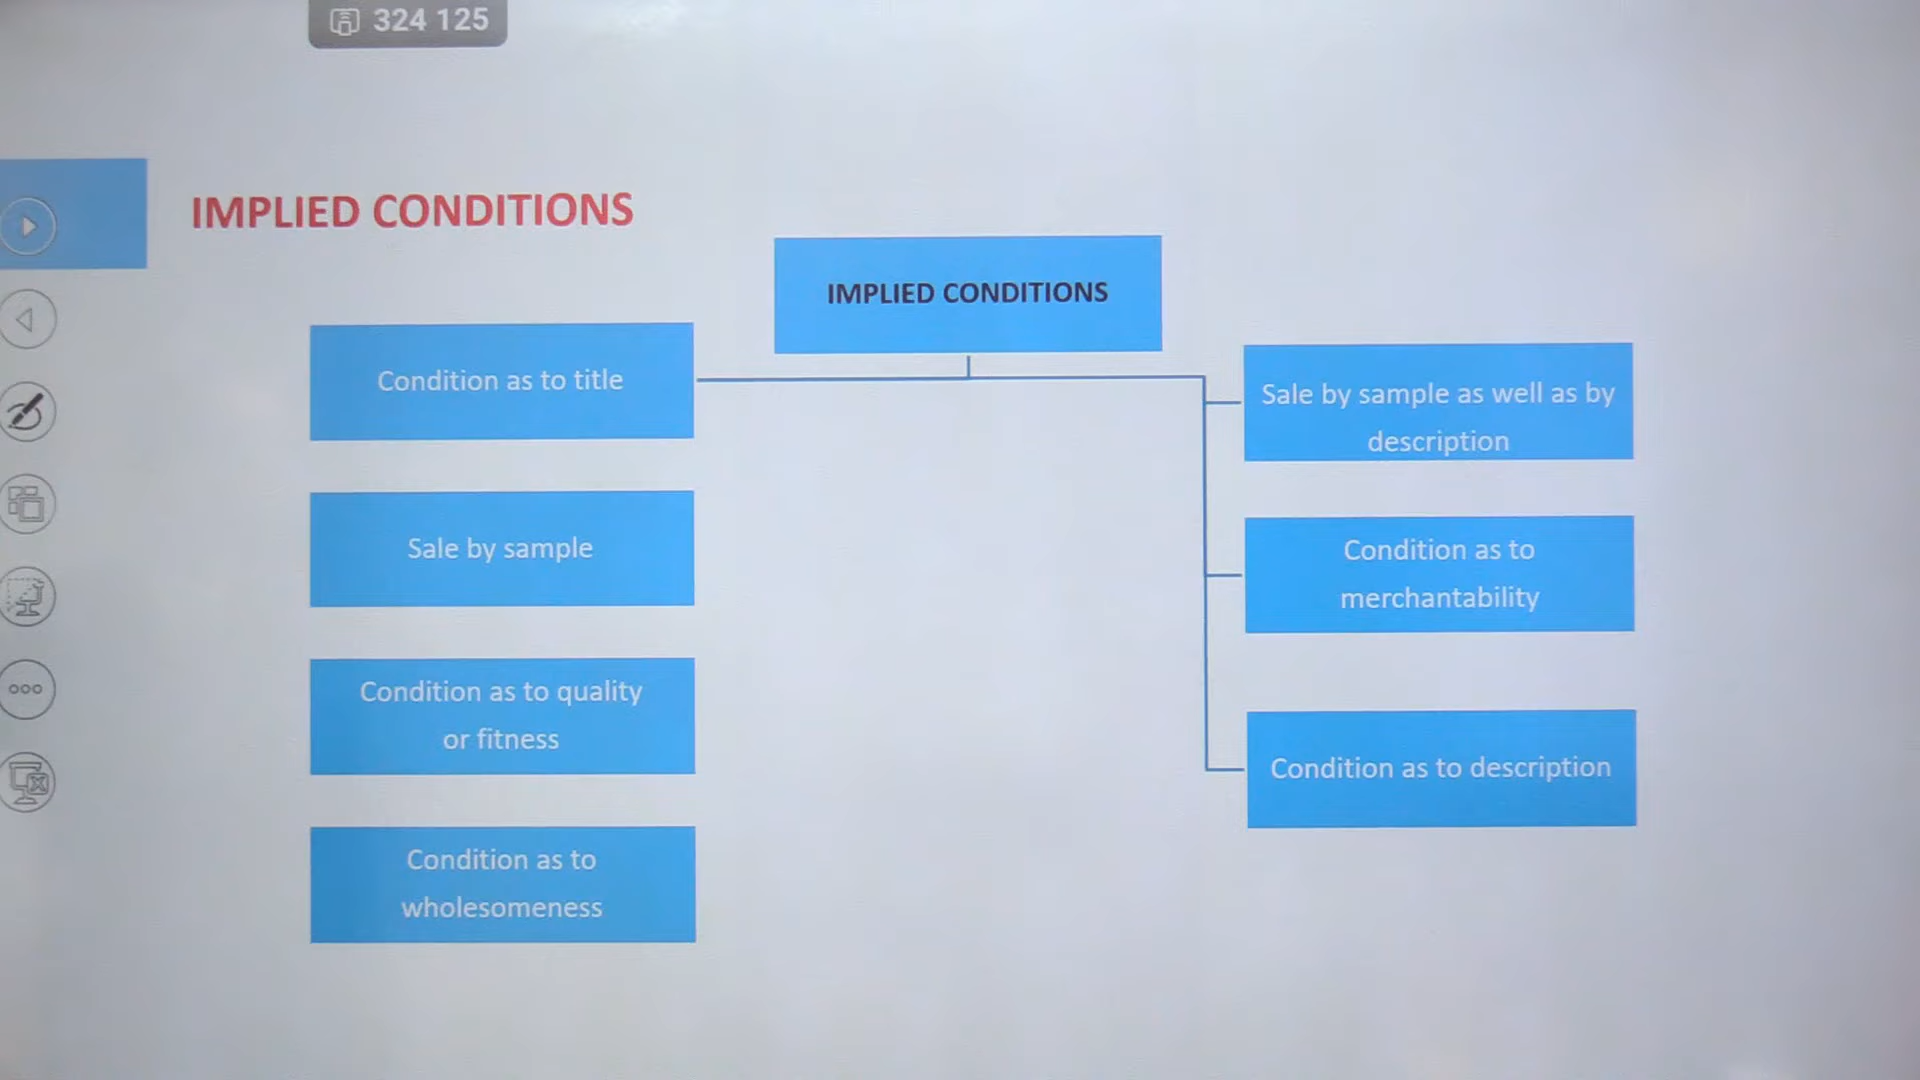 324 125
IMPLIED CONDITIONS
IMPLIED CONDITIONS
Condition as to title
Sale by sample
Condition as to quality
or fitness
Condition as to
wholesomeness
Sale by sample as well as by
description
Condition as to
merchantability
Condition as to description